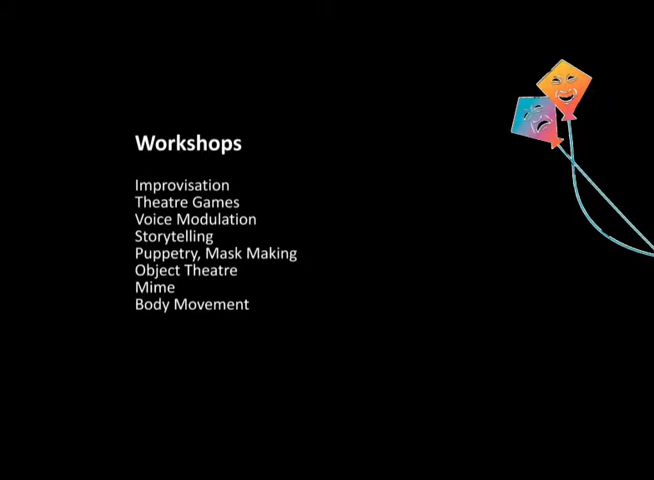 Workshops
Improvisation
Theatre Games
Voice Modulation
Storytelling
Puppetry, Mask Making
Object Theatre
Mime
Body Movement